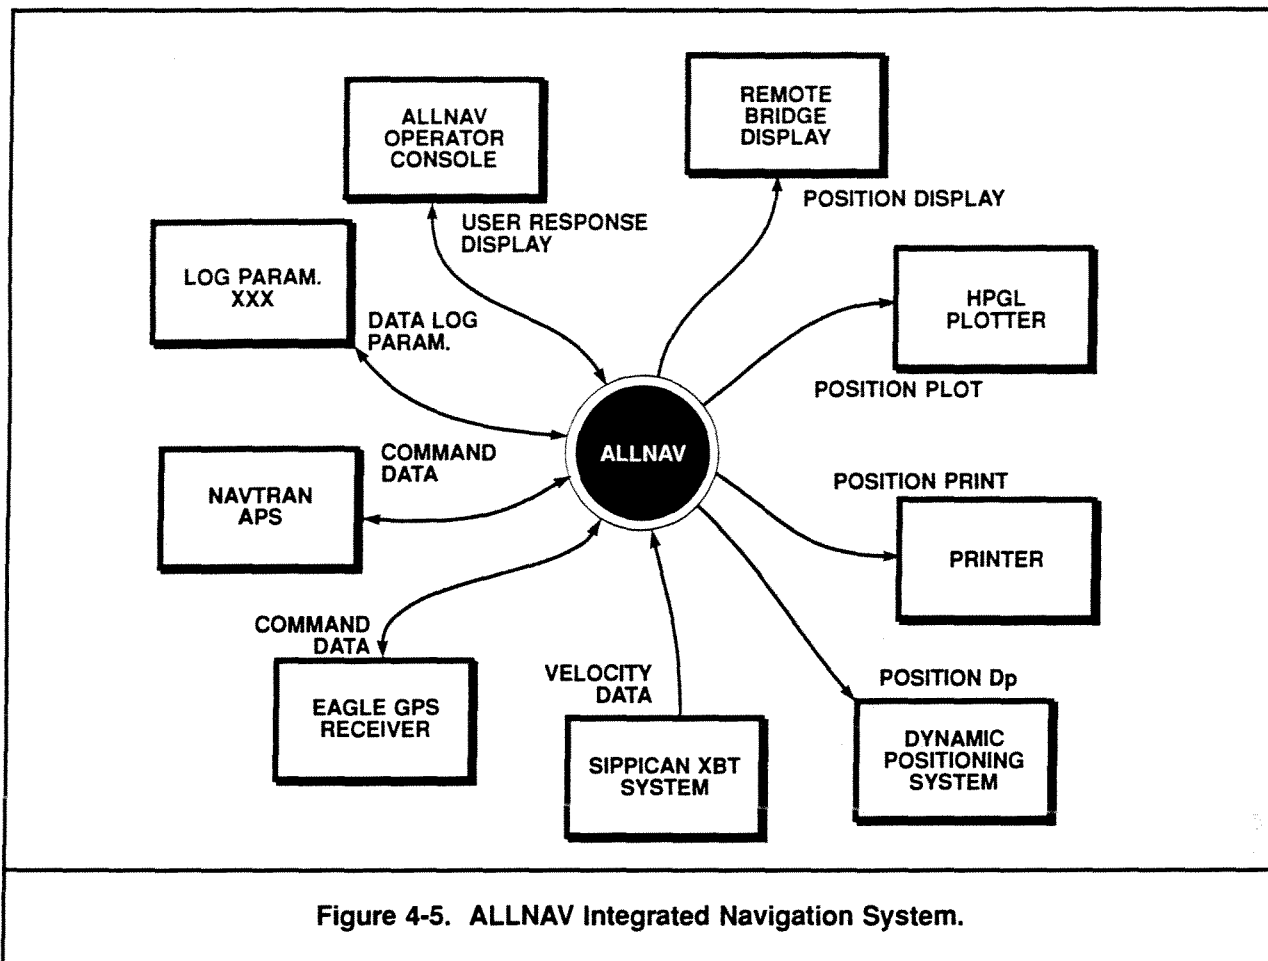 ALLNAV
OPERATOR
CONSOLE
REMOTE
BRIDGE
DISPLAY
USER RESPONSE
DISPLAY
POSITION DISPLAY
LOG PARAM.
XXX
DATA LOG
PARAM.
HPGL
PLOTTER
POSITION PLOT
ALLNAV
COMMAND
DATA
NAVTRAN
APS
POSITION PRINT
PRINTER
COMMAND
DATA
EAGLE GPS
RECEIVER
VELOCITY
DATA
SIPPICAN XBT
SYSTEM
POSITION Dp
DYNAMIC
POSITIONING
SYSTEM
Figure 4-5. ALLNAV Integrated Navigation System.